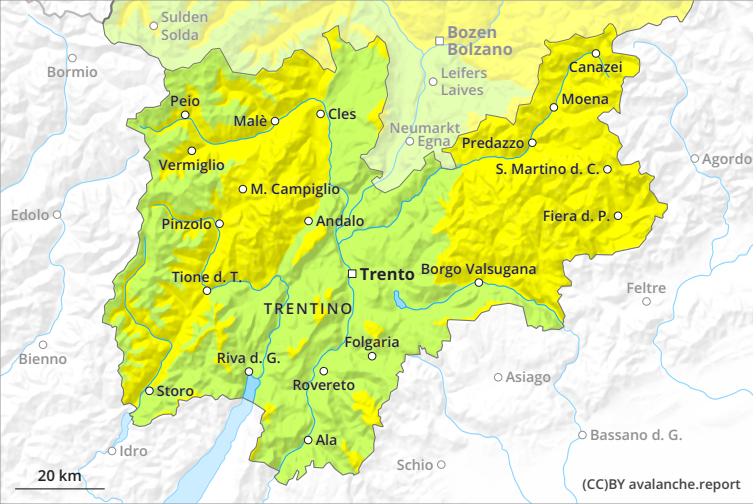 Sulden
Solda
Bozen
Bolzano
Bormio
Leifers
Laives
Canazei
Peio
Moena
Malè
Cles
Neumarkt
Egna
Predazzo
Vermiglio
Agordo
S. Martino d. C.
M. Campiglio
Edolo
Pinzolo
Andalo
Fiera d. P.
Trento
Borgo Valsugana
Tione d. T.
Feltre
TRENTINO
Folgaria
Bienno
Riva d. G.
Rovereto
Asiago
Storo
Ala
Bassano d. G.
Idro
Schio
20 km
(CC)BY avalanche.report